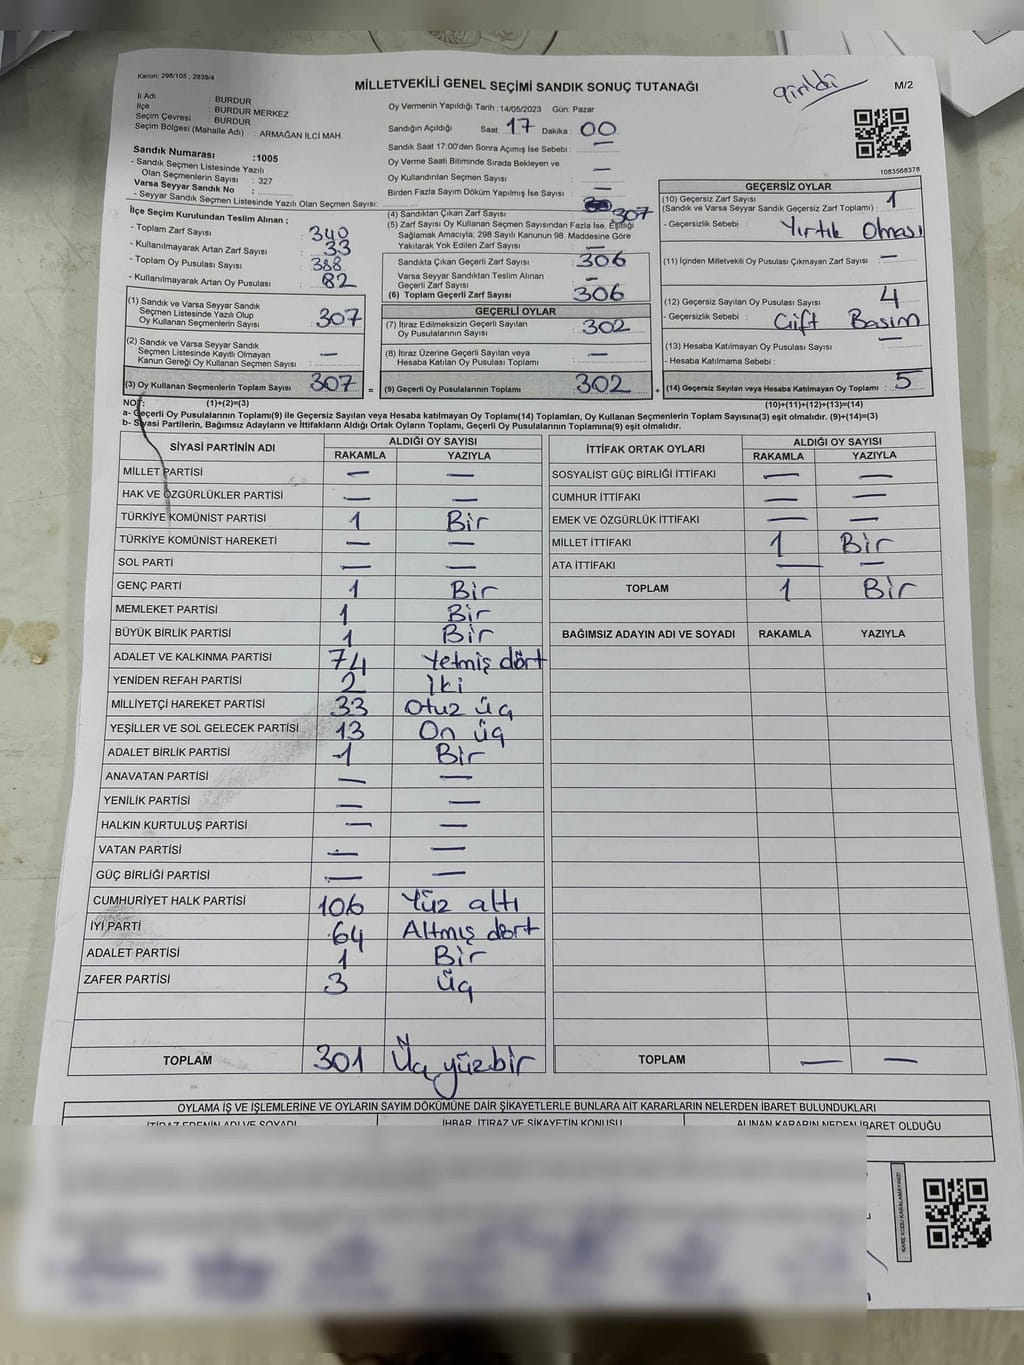 Kanun: 298/105 , 2839/4
MİLLETVEKİLİ GENEL SEÇİMİ SANDIK SONUÇ TUTANAĞI
girildi
M/2
İl Adı : BURDUR
İlçe : BURDUR MERKEZ
Seçim Çevresi : BURDUR
Seçim Bölgesi (Mahalle Adı) : ARMAĞAN İLCİ MAH.
Sandık Numarası :1005
- Sandık Seçmen Listesinde Yazılı
Olan Seçmenlerin Sayısı : 327
Varsa Seyyar Sandık No :
- Seyyar Sandık Seçmen Listesinde Yazılı Olan Seçmen Sayısı:
Oy Vermenin Yapıldığı Tarih :14/05/2023 Gün: Pazar
Sandığın Açıldığı Saat: 17 Dakika: 00
Sandık Saat 17:00'den Sonra Açımış İse Sebebi : —
Oy Verme Saati Bitiminde Sırada Bekleyen ve
Oy Kullandırılan Seçmen Sayısı —
Birden Fazla Sayım Döküm Yapılmış İse Sayısı : —
1083568378
İlçe Seçim Kurulundan Teslim Alınan ;
- Toplam Zarf Sayısı : 340
- Kullanılmayarak Artan Zarf Sayısı : 33
- Toplam Oy Pusulası Sayısı : 388
- Kullanılmayarak Artan Oy Pusulası : 82
(1) Sandık ve Varsa Seyyar Sandık
Seçmen Listesinde Yazılı Olup
Oy Kullanan Seçmenlerin Sayısı : 307
(2) Sandık ve Varsa Seyyar Sandık
Seçmen Listesinde Kayıtlı Olmayan
Kanun Gereği Oy Kullanan Seçmen Sayısı : —
(3) Oy Kullanan Seçmenlerin Toplam Sayısı : 307 =
(4) Sandıktan Çıkan Zarf Sayısı 307
(5) Zarf Sayısı Oy Kullanan Seçmen Sayısından Fazla İse, Eşitliği
Sağlamak Amacıyla; 298 Sayılı Kanunun 98. Maddesine Göre
Yakılarak Yok Edilen Zarf Sayısı : —
Sandıkta Çıkan Geçerli Zarf Sayısı : 306
Varsa Seyyar Sandıktan Teslim Alınan
Geçerli Zarf Sayısı : —
(6) Toplam Geçerli Zarf Sayısı : 306
GEÇERLİ OYLAR
(7) İtiraz Edilmeksizin Geçerli Sayılan
Oy Pusulalarının Sayısı : 302
(8) İtiraz Üzerine Geçerli Sayılan veya
Hesaba Katılan Oy Pusulası Toplamı : —
(9) Geçerli Oy Pusulalarının Toplamı : 302 +
GEÇERSİZ OYLAR
(10) Geçersiz Zarf Sayısı : 1
(Sandık ve Varsa Seyyar Sandık Geçersiz Zarf Toplamı)
- Geçersizlik Sebebi : Yırtık Olması
(11) İçinden Milletvekili Oy Pusulası Çıkmayan Zarf Sayısı : —
(12) Geçersiz Sayılan Oy Pusulası Sayısı : 4
- Geçersizlik Sebebi : Çift Basım
(13) Hesaba Katılmayan Oy Pusulası Sayısı : —
- Hesaba Katılmama Sebebi :
(14) Geçersiz Sayılan veya Hesaba Katılmayan Oy Toplamı : 5
NOT: (1)+(2)=(3) (10)+(11)+(12)+(13)=(14)
a- Geçerli Oy Pusulalarının Toplamı(9) ile Geçersiz Sayılan veya Hesaba katılmayan Oy Toplamı(14) Toplamları, Oy Kullanan Seçmenlerin Toplam Sayısına(3) eşit olmalıdır. (9)+(14)=(3)
b- Siyasi Partilerin, Bağımsız Adayların ve İttifakların Aldığı Ortak Oyların Toplamı, Geçerli Oy Pusulalarının Toplamına(9) eşit olmalıdır.
SİYASİ PARTİNİN ADI ALDIĞI OY SAYISI
RAKAMLA YAZIYLA
MİLLET PARTİSİ — —
HAK VE ÖZGÜRLÜKLER PARTİSİ — —
TÜRKİYE KOMÜNİST PARTİSİ 1 Bir
TÜRKİYE KOMÜNİST HAREKETİ — —
SOL PARTİ — —
GENÇ PARTİ 1 Bir
MEMLEKET PARTİSİ 1 Bir
BÜYÜK BİRLİK PARTİSİ 1 Bir
ADALET VE KALKINMA PARTİSİ 74 Yetmiş dört
YENİDEN REFAH PARTİSİ 2 İki
MİLLİYETÇİ HAREKET PARTİSİ 33 Otuz üç
YEŞİLLER VE SOL GELECEK PARTİSİ 13 On üç
ADALET BİRLİK PARTİSİ 1 Bir
ANAVATAN PARTİSİ — —
YENİLİK PARTİSİ — —
HALKIN KURTULUŞ PARTİSİ — —
VATAN PARTİSİ — —
GÜÇ BİRLİĞİ PARTİSİ — —
CUMHURİYET HALK PARTİSİ 106 Yüz altı
İYİ PARTİ 64 Altmış dört
ADALET PARTİSİ 1 Bir
ZAFER PARTİSİ 3 Üç
TOPLAM 301 Üç yüz bir
İTTİFAK ORTAK OYLARI ALDIĞI OY SAYISI
RAKAMLA YAZIYLA
SOSYALİST GÜÇ BİRLİĞİ İTTİFAKI — —
CUMHUR İTTİFAKI — —
EMEK VE ÖZGÜRLÜK İTTİFAKI — —
MİLLET İTTİFAKI 1 Bir
ATA İTTİFAKI — —
TOPLAM 1 Bir
BAĞIMSIZ ADAYIN ADI VE SOYADI RAKAMLA YAZIYLA
TOPLAM — —
OYLAMA İŞ VE İŞLEMLERİNE VE OYLARIN SAYIM DÖKÜMÜNE DAİR ŞİKAYETLERLE BUNLARA AİT KARARLARIN NELERDEN İBARET BULUNDUKLARI
İTİRAZ EDENİN ADI VE SOYADI İHBAR, İTİRAZ VE ŞİKAYETİN KONUSU ALINAN KARARIN NEDEN İBARET OLDUĞU
KARE KODU KARALAMAYINIZ!